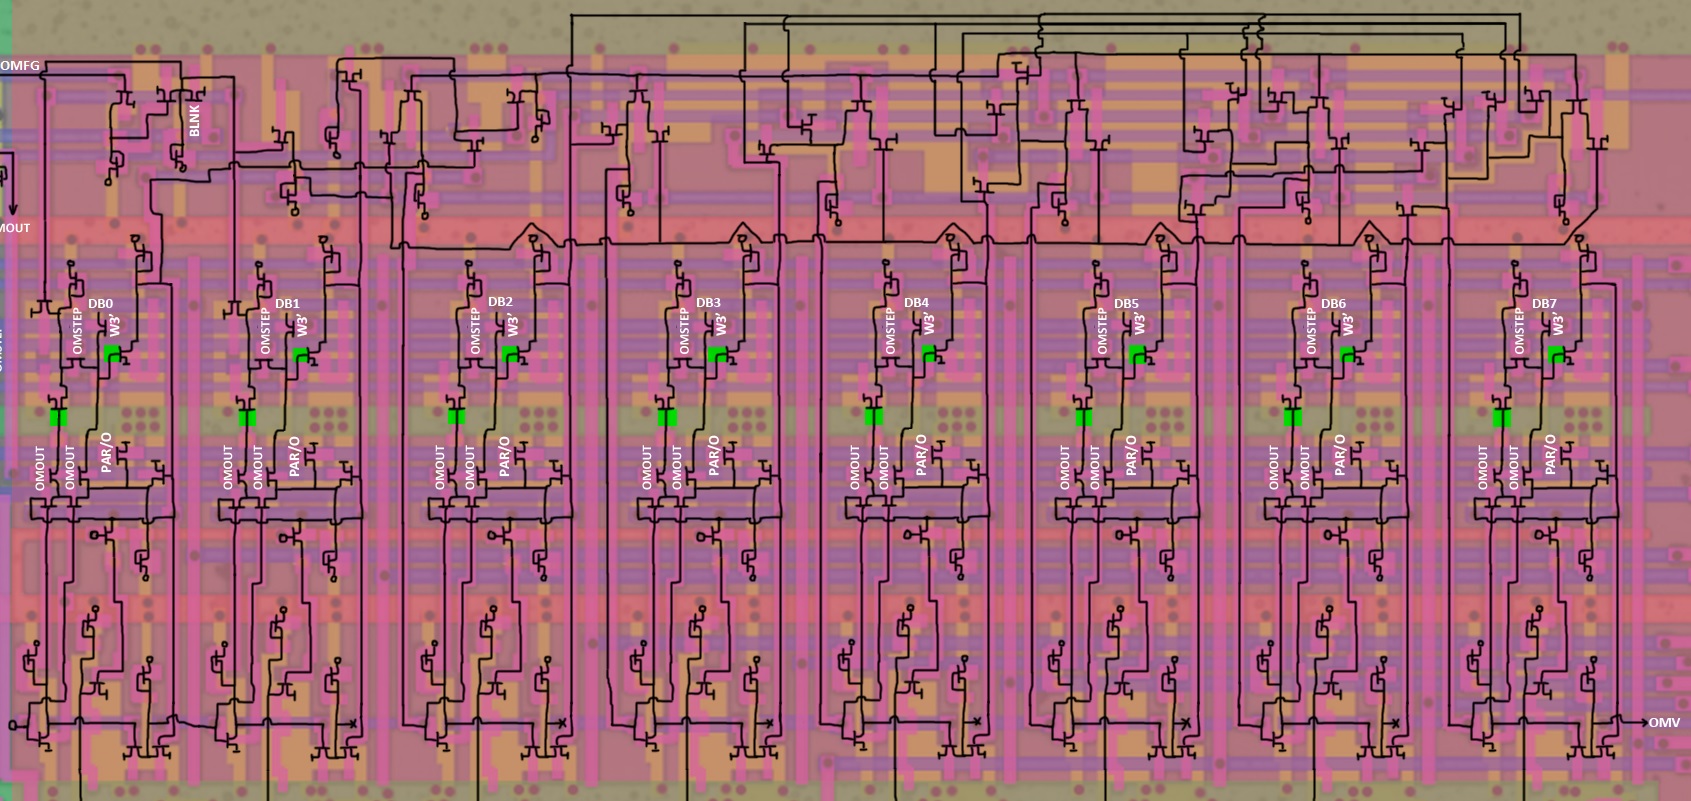 OMFG
BLNK
MOUT
DB0
DB1
DB2
DB3
DB4
DB5
DB6
DB7
OMSTEP
W3'
OMSTEP
W3'
OMSTEP
W3'
OMSTEP
W3'
OMSTEP
W3'
OMSTEP
W3'
OMSTEP
W3'
OMSTEP
W3'
OMOUT
OMOUT
PAR/O
OMOUT
OMOUT
PAR/O
OMOUT
OMOUT
PAR/O
OMOUT
OMOUT
PAR/O
OMOUT
OMOUT
PAR/O
OMOUT
OMOUT
PAR/O
OMOUT
OMOUT
PAR/O
OMOUT
OMOUT
PAR/O
OMV